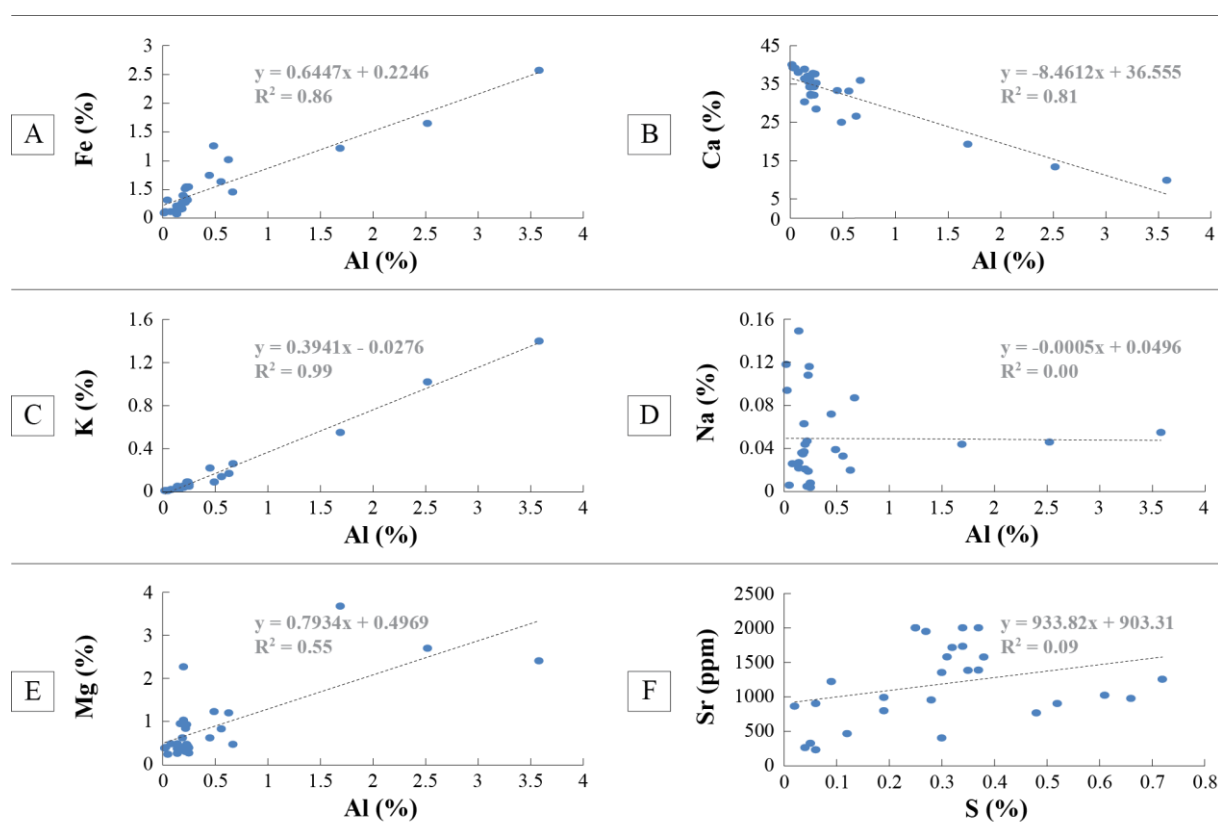 A
Fe (%)
3
2.5
2
1.5
1
1.5
0
y = 0.6447x + 0.2246
R² = 0.86
0 0.5 1 1.5 2 2.5 3 3.5 4
Al (%)
B
Ca (%)
45
35
25
15
5
0
y = -8.4612x + 36.555
R² = 0.81
0 0.5 1 1.5 2 2.5 3 3.5 4
Al (%)
C
K (%)
1.6
1.2
0.8
0.4
0
y = 0.3941x - 0.0276
R² = 0.99
0 0.5 1 1.5 2 2.5 3 3.5 4
Al (%)
D
Na (%)
0.16
0.12
0.08
0.04
0
y = -0.0005x + 0.0496
R² = 0.00
0 0.5 1 1.5 2 2.5 3 3.5 4
Al (%)
E
Mg (%)
4
3
2
1
0
y = 0.7934x + 0.4969
R² = 0.55
0 0.5 1 1.5 2 2.5 3 3.5 4
Al (%)
F
Sr (ppm)
2500
2000
1500
1000
500
0
y = 933.82x + 903.31
R² = 0.09
0 0.1 0.2 0.3 0.4 0.5 0.6 0.7 0.8
S (%)